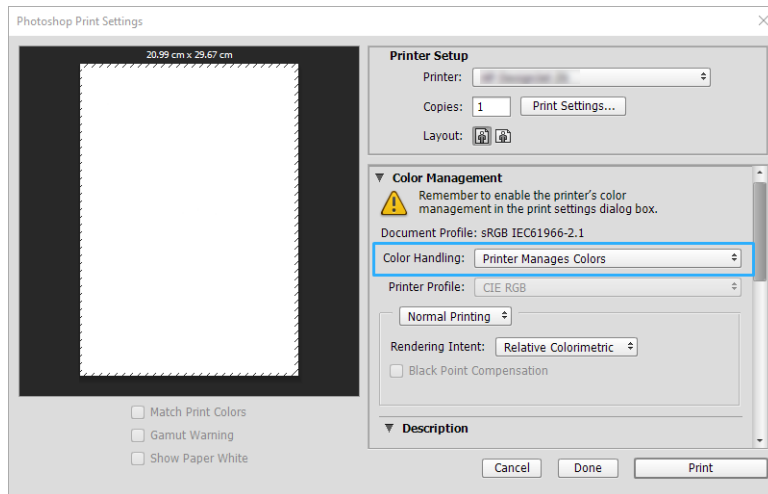 Photoshop Print Settings
20.99 cm x 29.67 cm
Match Print Colors
Gamut Warning
Show Paper White
Printer Setup
Printer:
Copies: 1 Print Settings...
Layout:
Color Management
Remember to enable the printer's color
management in the print settings dialog box.
Document Profile: sRGB IEC61966-2.1
Color Handling: Printer Manages Colors
Printer Profile: CIE RGB
Normal Printing
Rendering Intent: Relative Colorimetric
Black Point Compensation
Description
Cancel Done Print